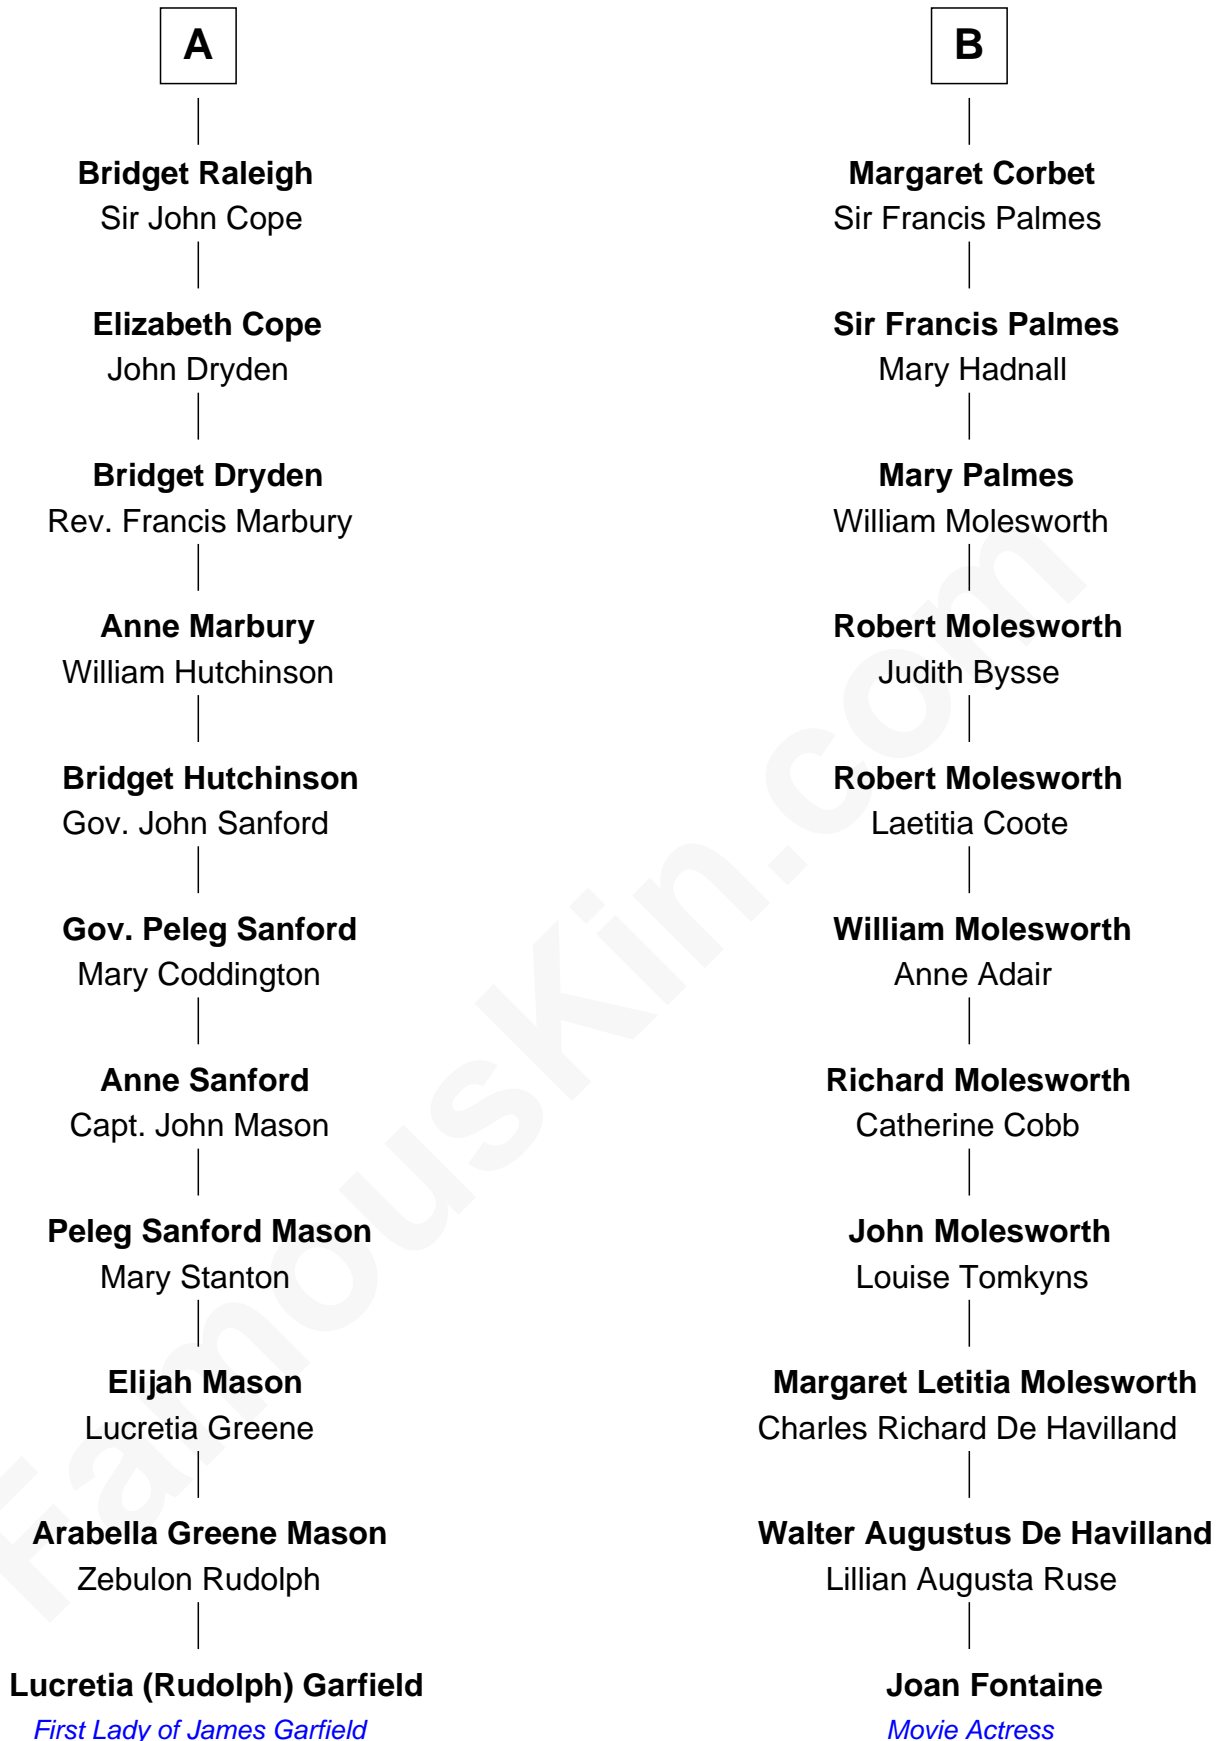 A
Bridget Raleigh
Sir John Cope
Elizabeth Cope
John Dryden
Bridget Dryden
Rev. Francis Marbury
Anne Marbury
William Hutchinson
Bridget Hutchinson
Gov. John Sanford
Gov. Peleg Sanford
Mary Coddington
Anne Sanford
Capt. John Mason
Peleg Sanford Mason
Mary Stanton
Elijah Mason
Lucretia Greene
Arabella Greene Mason
Zebulon Rudolph
Lucretia (Rudolph) Garfield
First Lady of James Garfield
B
Margaret Corbet
Sir Francis Palmes
Sir Francis Palmes
Mary Hadnall
Mary Palmes
William Molesworth
Robert Molesworth
Judith Bysse
Robert Molesworth
Laetitia Coote
William Molesworth
Anne Adair
Richard Molesworth
Catherine Cobb
John Molesworth
Louise Tomkyns
Margaret Letitia Molesworth
Charles Richard De Havilland
Walter Augustus De Havilland
Lillian Augusta Ruse
Joan Fontaine
Movie Actress
FamousKin.com